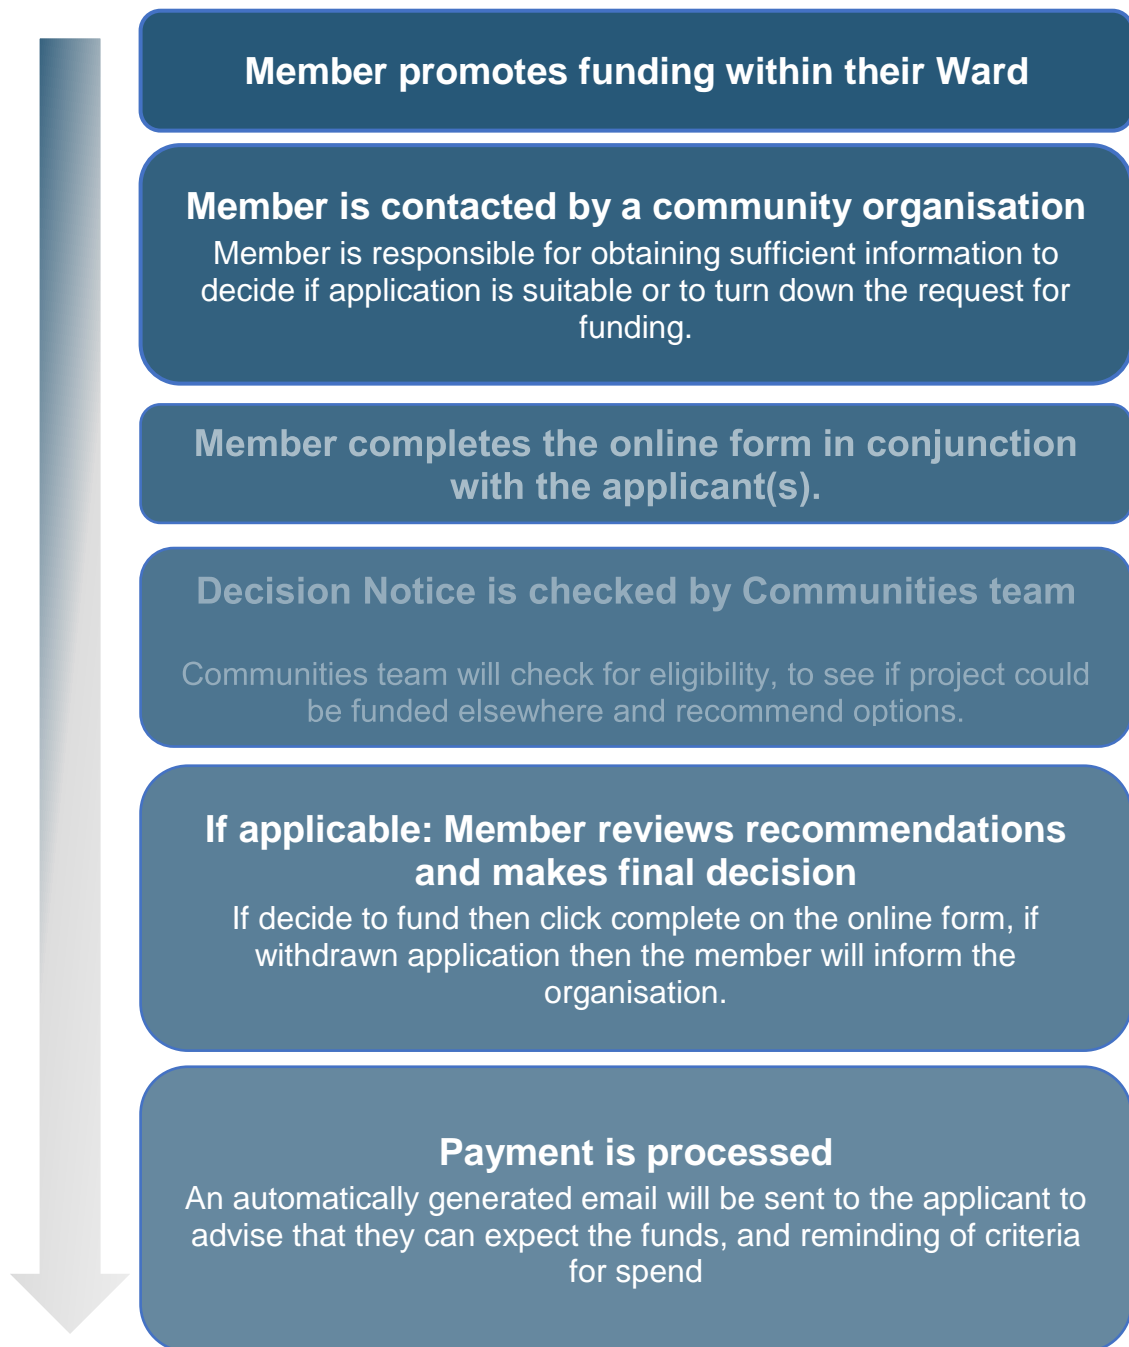 Member promotes funding within their Ward
Member is contacted by a community organisation
Member is responsible for obtaining sufficient information to
decide if application is suitable or to turn down the request for
funding.
Member completes the online form in conjunction
with the applicant(s).
Decision Notice is checked by Communities team
Communities team will check for eligibility, to see if project could
be funded elsewhere and recommend options.
If applicable: Member reviews recommendations
and makes final decision
If decide to fund then click complete on the online form, if
withdrawn application then the member will inform the
organisation.
Payment is processed
An automatically generated email will be sent to the applicant to
advise that they can expect the funds, and reminding of criteria
for spend